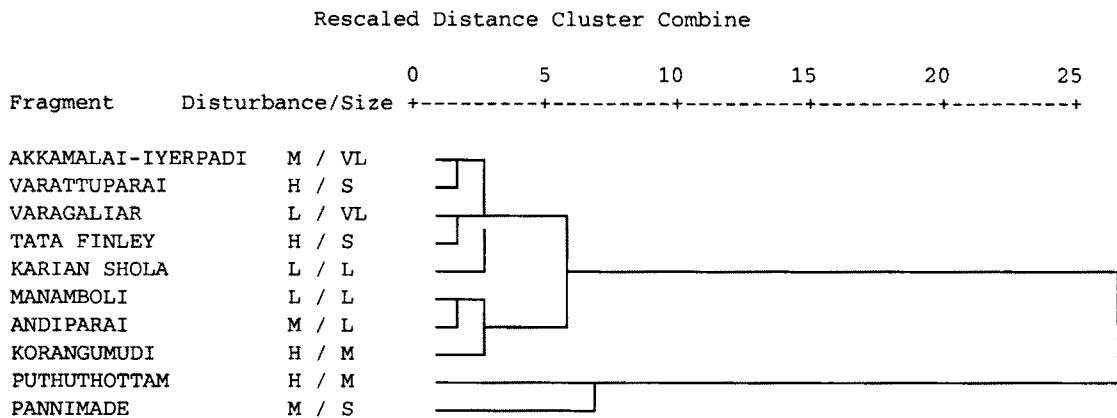 Rescaled Distance Cluster Combine
0 5 10 15 20 25
Fragment Disturbance/Size +---------+---------+---------+---------+---------+
AKKAMALAI-IYERPADI M / VL
VARATTUPARAI H / S
VARAGALIAR L / VL
TATA FINLEY H / S
KARIAN SHOLA L / L
MANAMBOLI L / L
ANDIPARAI M / L
KORANGUMUDI H / M
PUTHUTHOTTAM H / M
PANNIMADE M / S